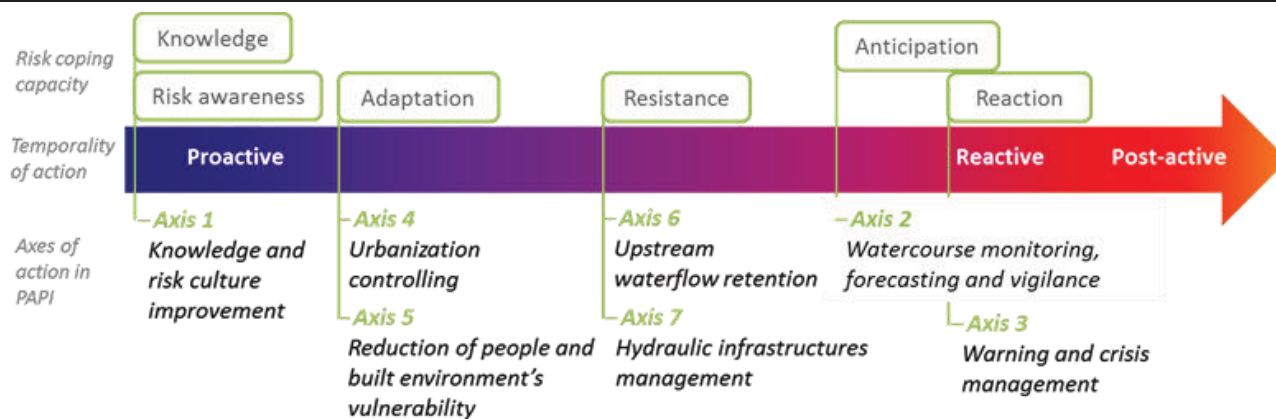 Risk coping
capacity
Knowledge
Risk awareness
Adaptation
Resistance
Anticipation
Reaction
Temporality
of action
Proactive
Reactive
Post-active
Axes of
action in
PAPI
Axis 1
Knowledge and
risk culture
improvement
Axis 4
Urbanization
controlling
Axis 5
Reduction of people and
built environment's
vulnerability
Axis 6
Upstream
waterflow retention
Axis 7
Hydraulic infrastructures
management
Axis 2
Watercourse monitoring,
forecasting and vigilance
Axis 3
Warning and crisis
management